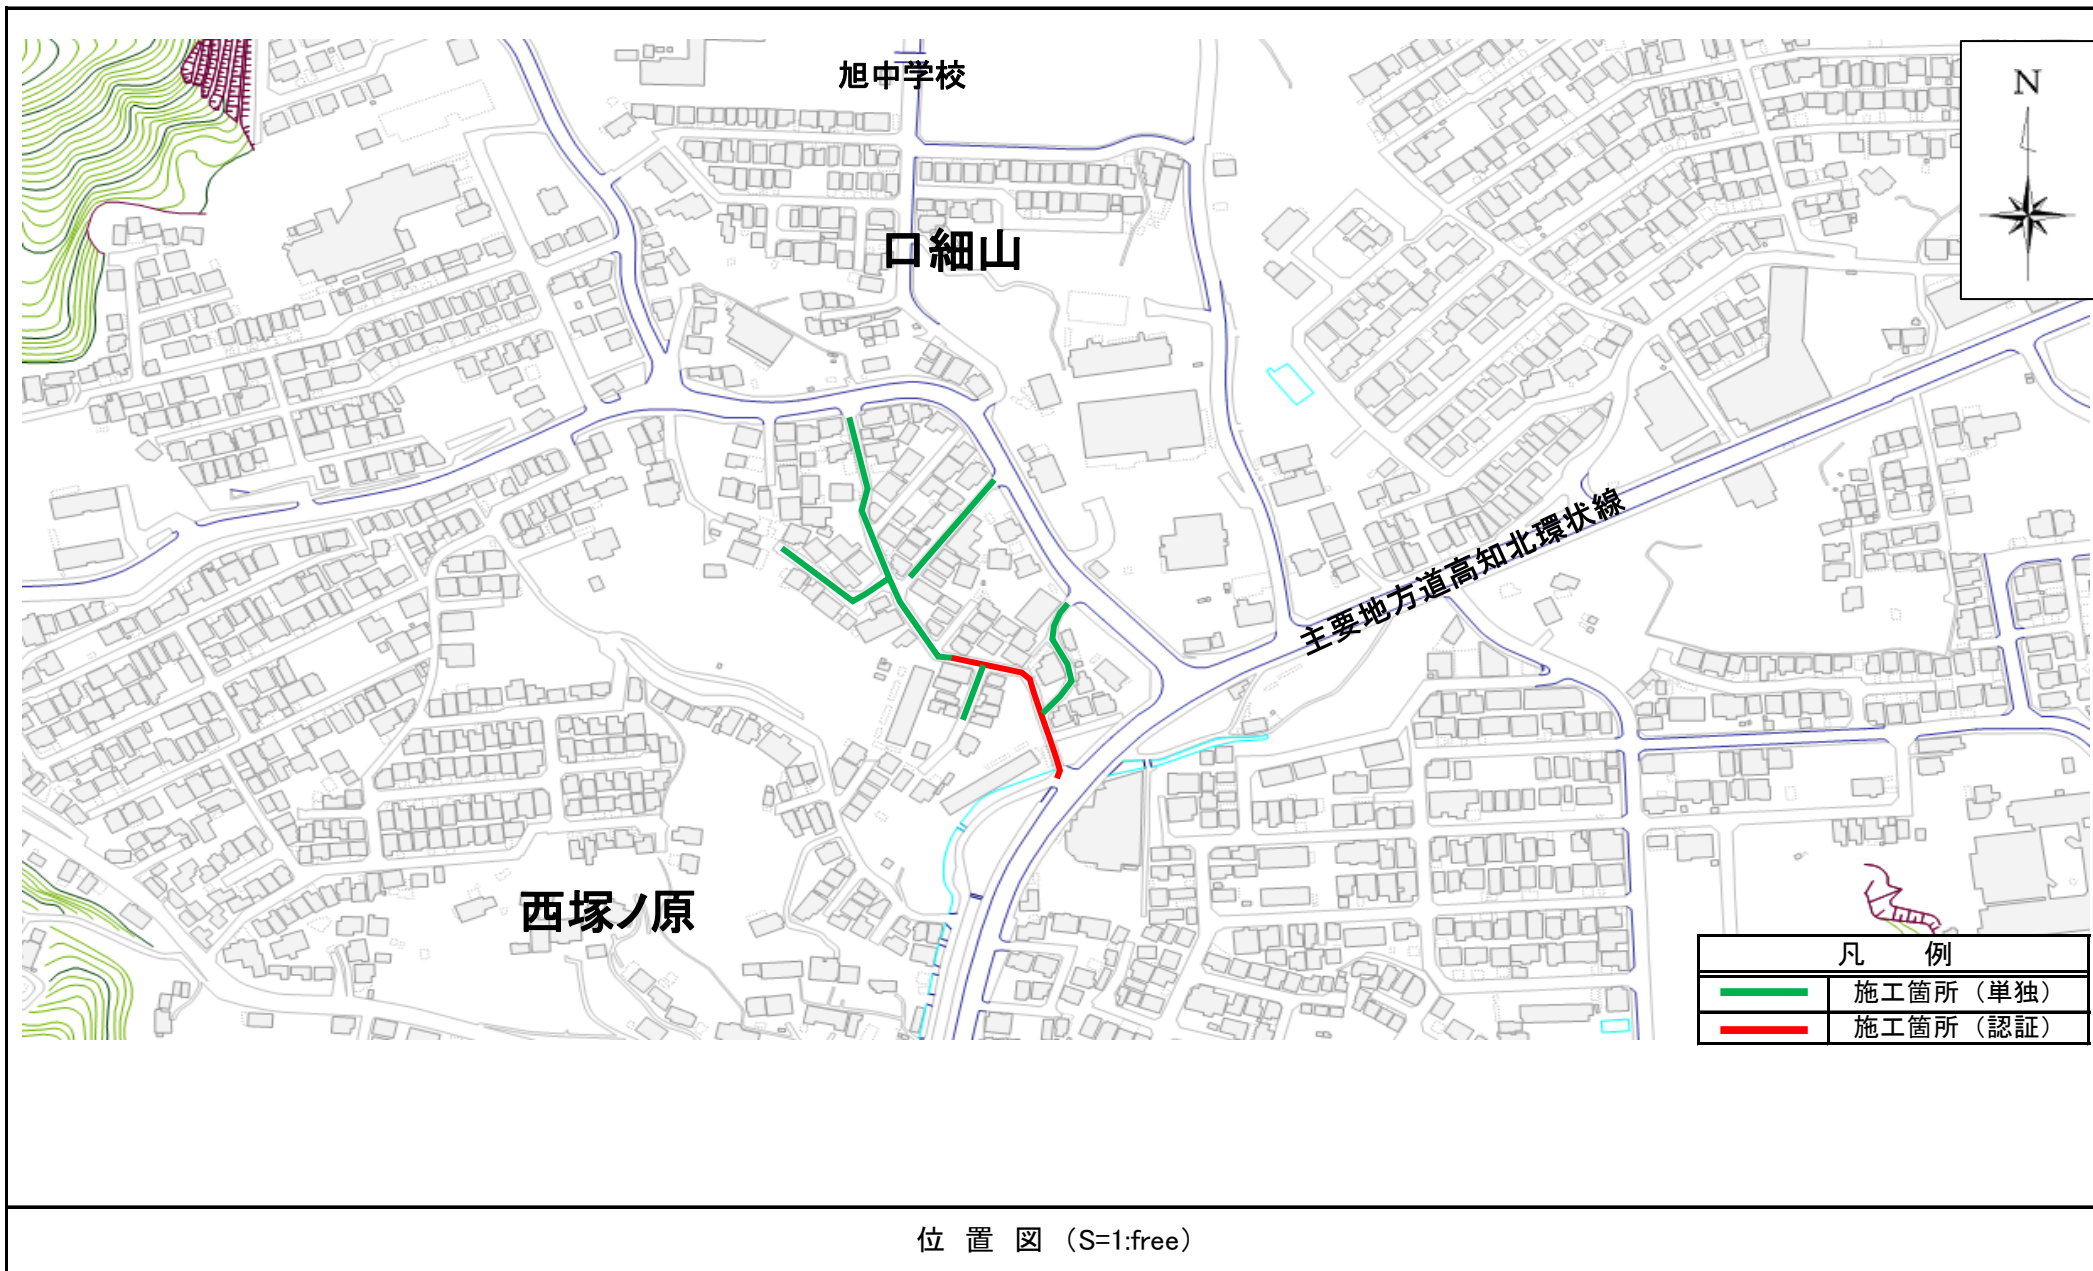 旭中学校
N
口細山
主要地方道高知北環状線
西塚ノ原
凡　例
施工箇所（単独）
施工箇所（認証）
位 置 図 （S=1:free）